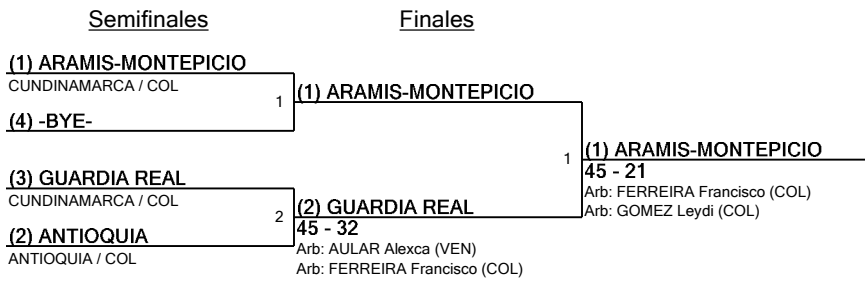 Semifinales
Finales
(1) ARAMIS-MONTEPICIO
CUNDINAMARCA / COL
(4) -BYE-
1
(3) GUARDIA REAL
CUNDINAMARCA / COL
(2) ANTIOQUIA
ANTIOQUIA / COL
2
(1) ARAMIS-MONTEPICIO
(2) GUARDIA REAL
45 - 32
Arb: AULAR Alexca (VEN)
Arb: FERREIRA Francisco (COL)
1
(1) ARAMIS-MONTEPICIO
45 - 21
Arb: FERREIRA Francisco (COL)
Arb: GOMEZ Leydi (COL)